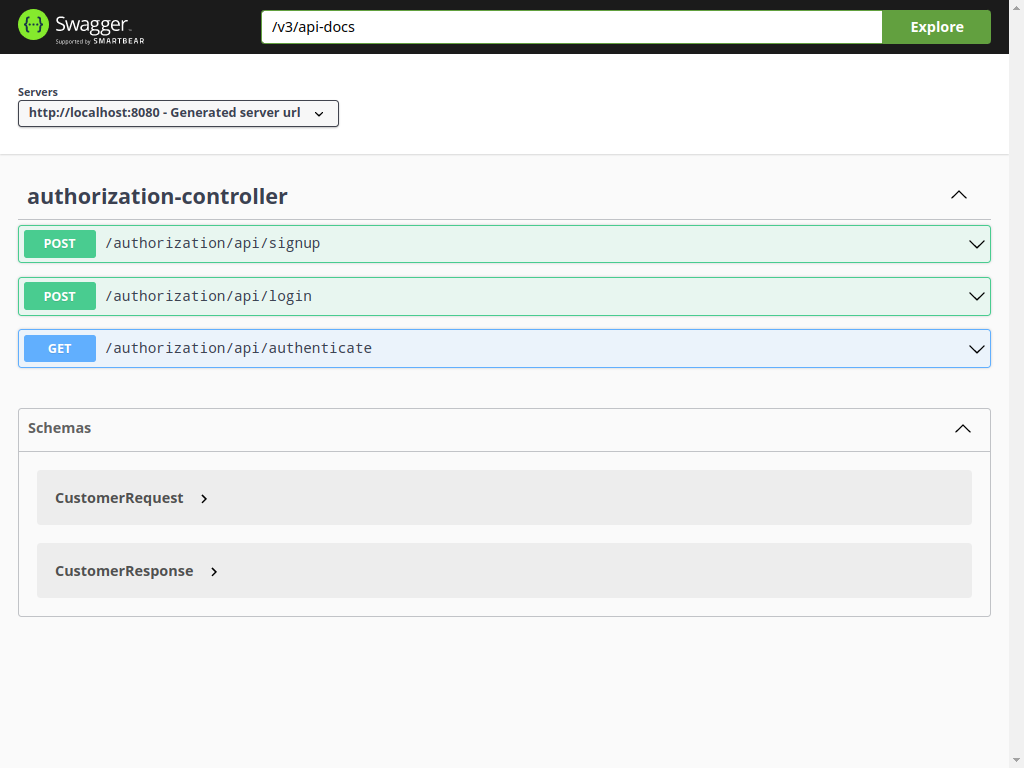 Swagger
Supported by SMARTBEAR
/v3/api-docs
Explore
Servers
http://localhost:8080 - Generated server url
authorization-controller
POST /authorization/api/signup
POST /authorization/api/login
GET /authorization/api/authenticate
Schemas
CustomerRequest
CustomerResponse